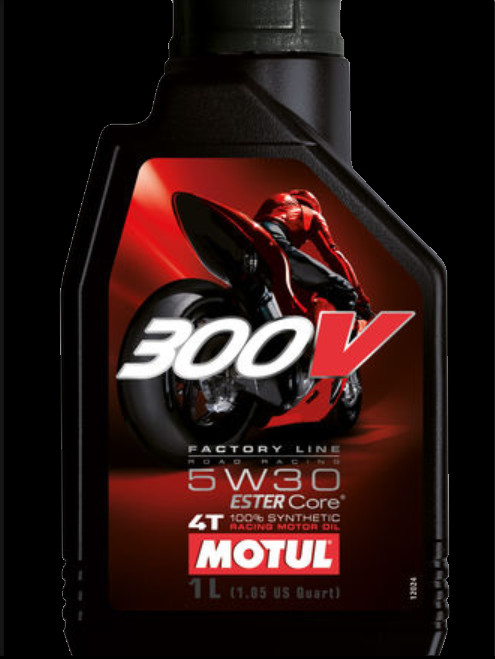 300V
FACTORY LINE
ROAD RACING
5W30
ESTER Core®
4T 100% SYNTHETIC
RACING MOTOR OIL
MOTUL®
1L (1.05 US Quart)
12024